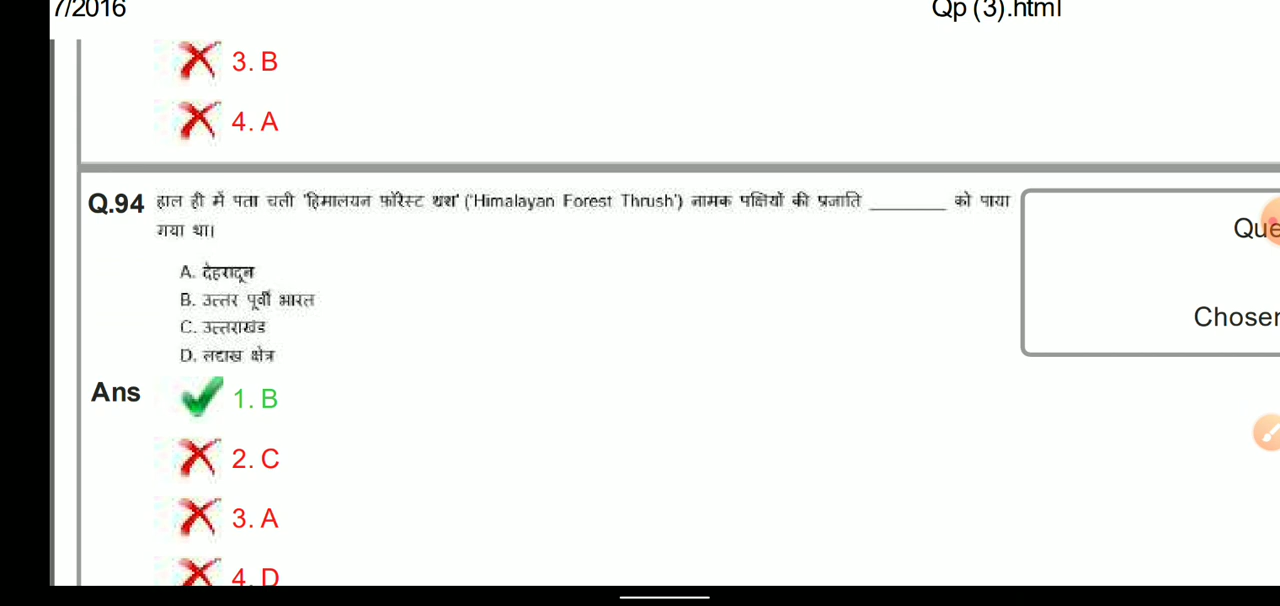 7/2016 Qp (3).html
3. B
4. A
Q.94 हाल ही में पता चली 'हिमालयन फ़ॉरेस्ट थ्रश' ('Himalayan Forest Thrush') नामक पक्षियों की प्रजाति ________ को पाया
गया था।
A. देहरादून
B. उत्तर पूर्वी भारत
C. उत्तराखंड
D. लद्दाख क्षेत्र
Que
Chosen
Ans 1. B
2. C
3. A
4. D